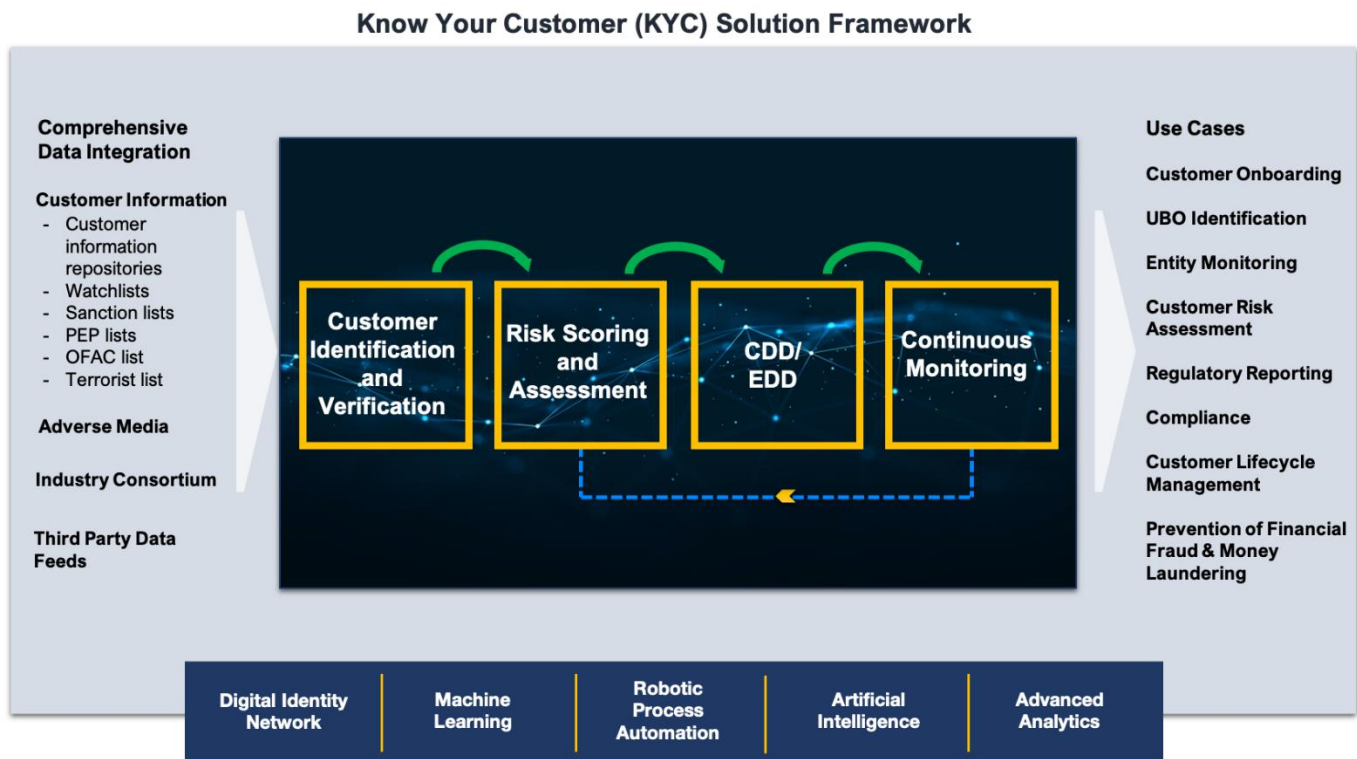 Know Your Customer (KYC) Solution Framework
Comprehensive
Data Integration
Customer Information
- Customer
information
repositories
- Watchlists
- Sanction lists
- PEP lists
- OFAC list
- Terrorist list
Adverse Media
Industry Consortium
Third Party Data
Feeds
Customer
Identification
and
Verification
Risk Scoring
and
Assessment
CDD/
EDD
Continuous
Monitoring
Use Cases
Customer Onboarding
UBO Identification
Entity Monitoring
Customer Risk
Assessment
Regulatory Reporting
Compliance
Customer Lifecycle
Management
Prevention of Financial
Fraud & Money
Laundering
Digital Identity
Network
Machine
Learning
Robotic
Process
Automation
Artificial
Intelligence
Advanced
Analytics